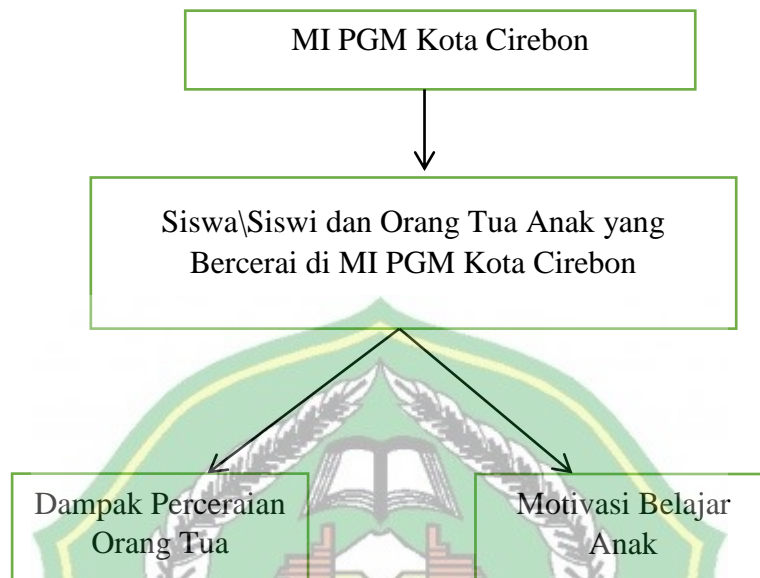 MI PGM Kota Cirebon
Siswa\Siswi dan Orang Tua Anak yang
Bercerai di MI PGM Kota Cirebon
Dampak Perceraian
Orang Tua
Motivasi Belajar
Anak